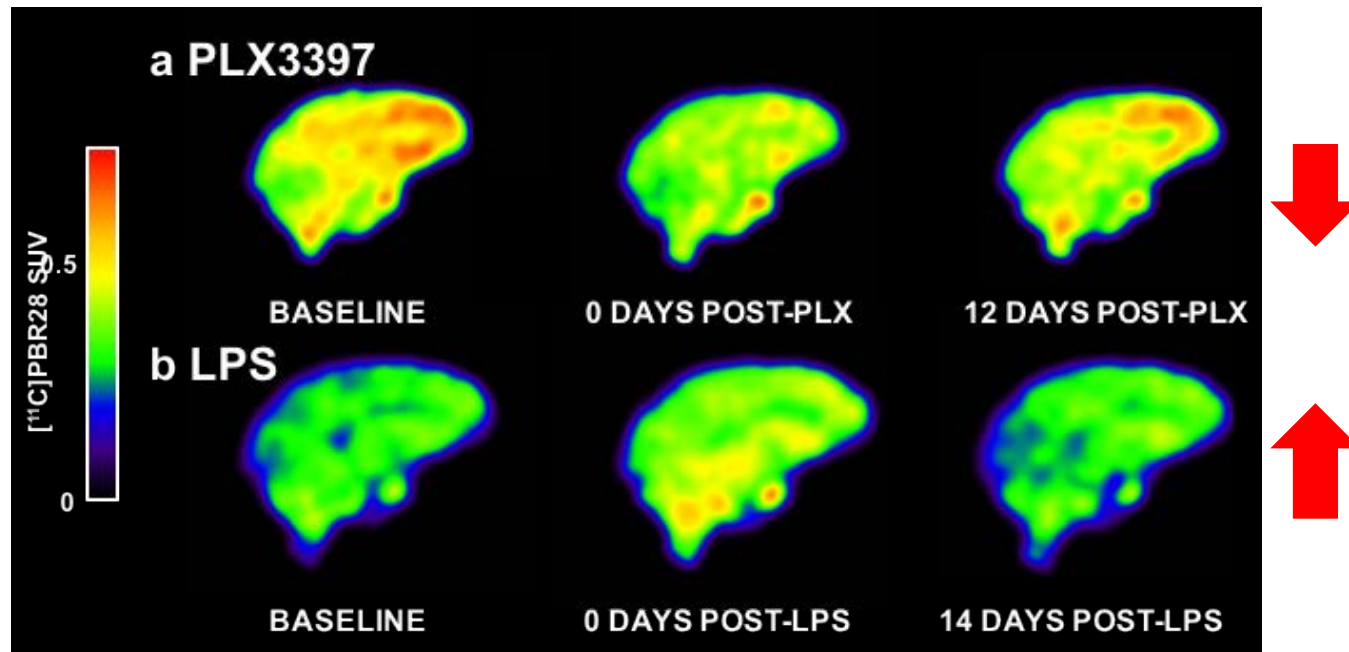 a PLX3397
BASELINE
0 DAYS POST-PLX
12 DAYS POST-PLX
b LPS
BASELINE
0 DAYS POST-LPS
14 DAYS POST-LPS
[¹¹C]PBR28 SUV
0.5
0